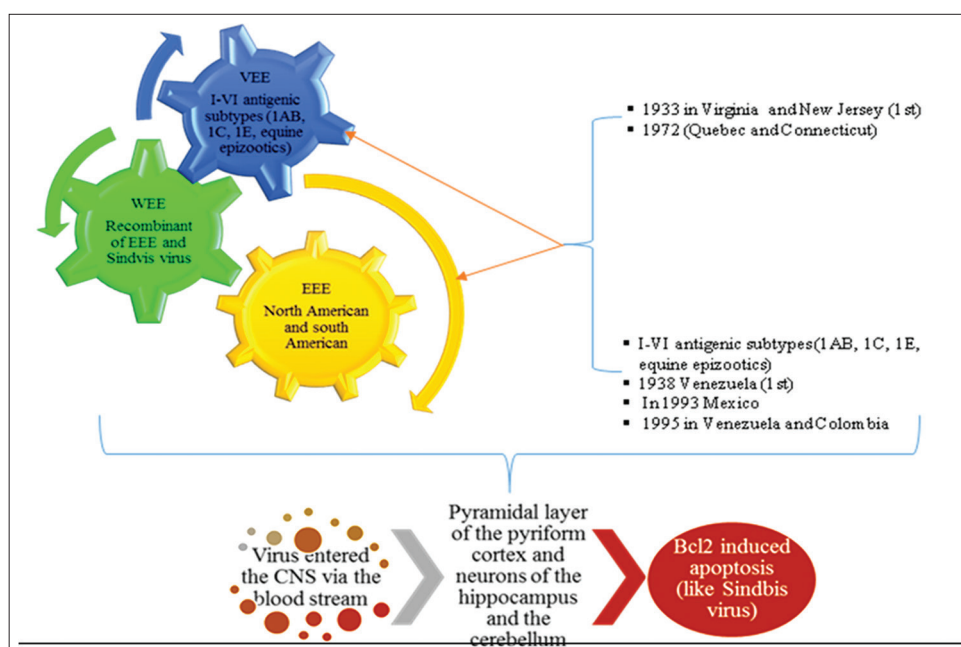 VEE
I-VI antigenic
subtypes (1AB,
1C, 1E, equine
epizootics)
WEE
Recombinant
of EEE and
Sindvis virus
EEE
North American
and south
American
▪ 1933 in Virginia and New Jersey (1st)
▪ 1972 (Quebec and Connecticut)
▪ I-VI antigenic subtypes (1AB, 1C, 1E,
equine epizootics)
▪ 1938 Venezuela (1st)
▪ In 1993 Mexico
▪ 1995 in Venezuela and Colombia
Virus entered
the CNS via the
blood stream
Pyramidal layer
of the pyriform
cortex and
neurons of the
hippocampus
and the
cerebellum
Bcl2 induced
apoptosis
(like Sindbis
virus)